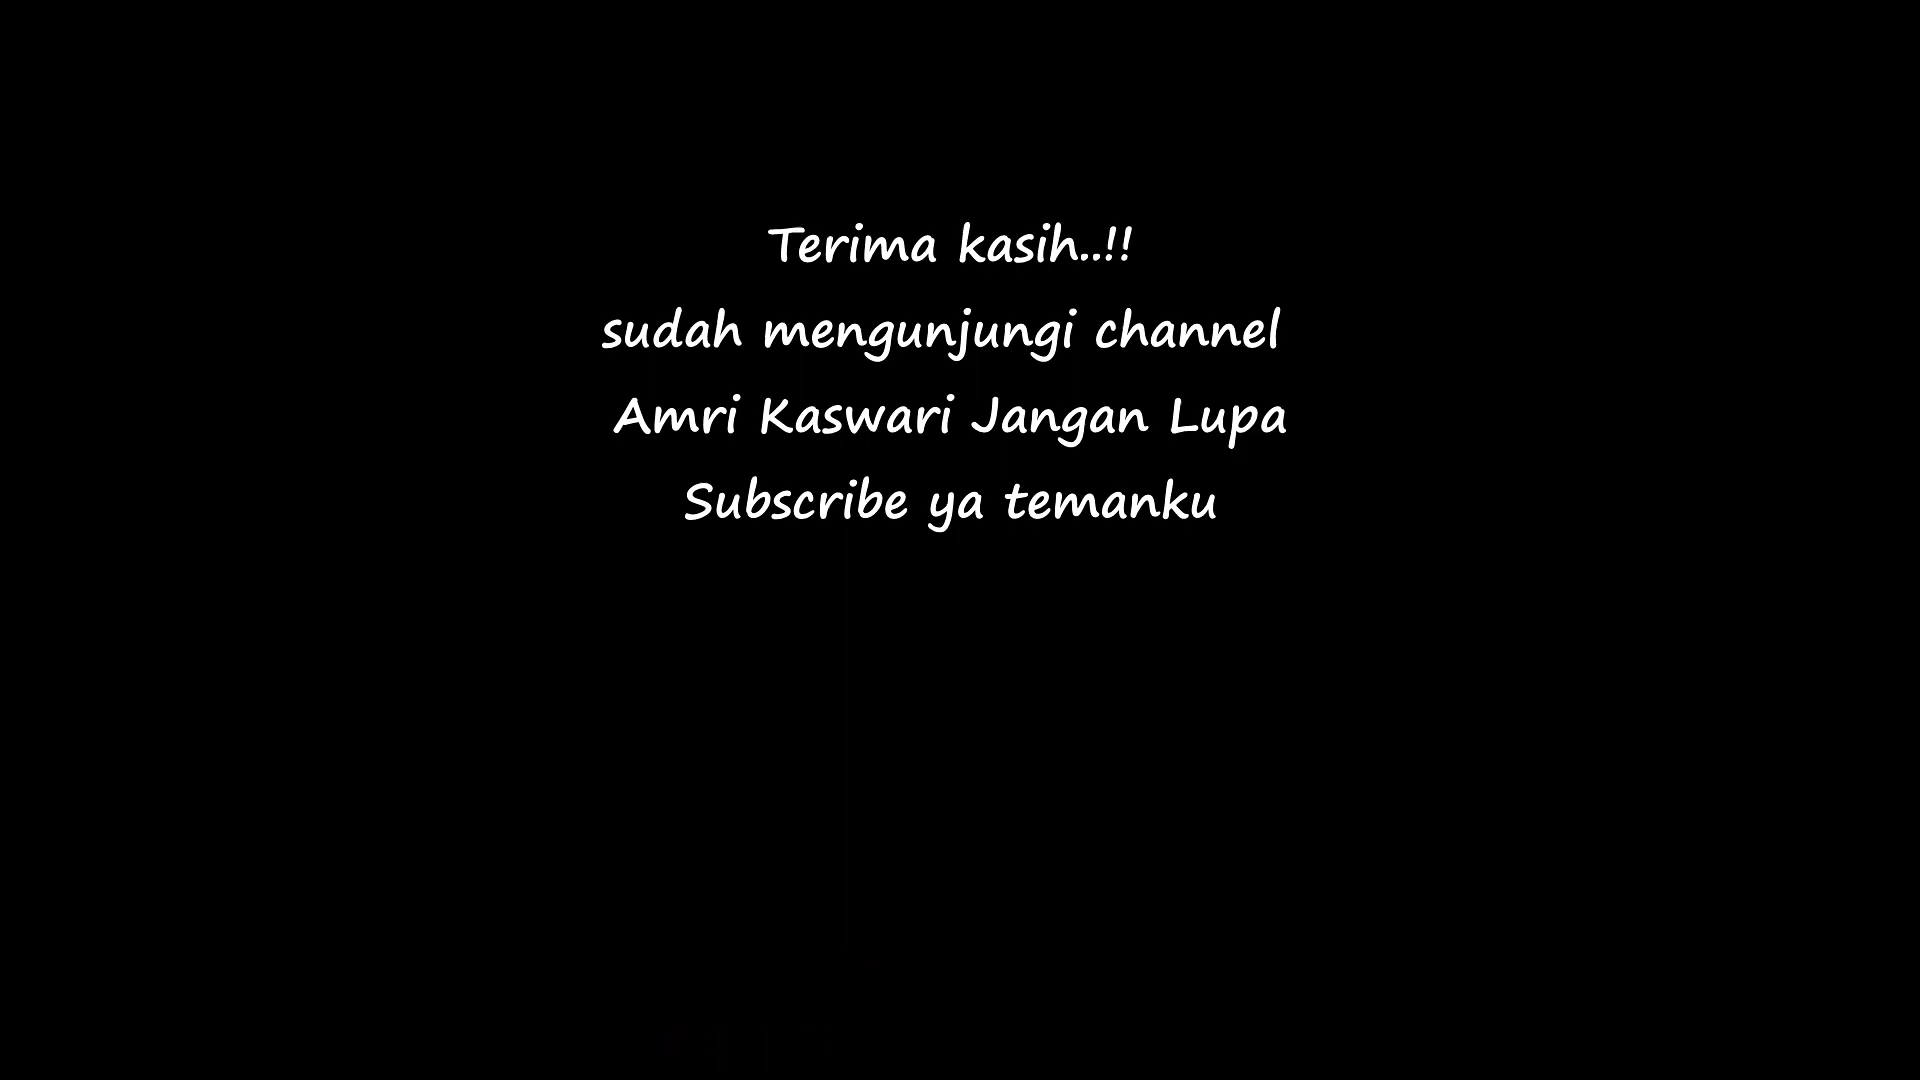 Terima kasih..!!
sudah mengunjungi channel
Amri Kaswari Jangan Lupa
Subscribe ya temanku